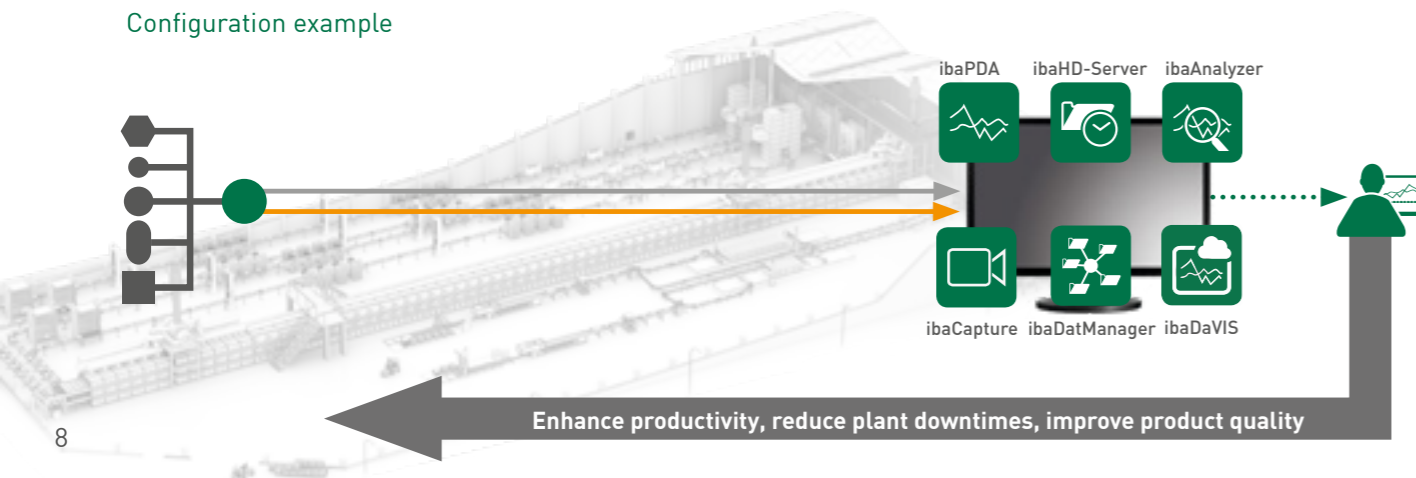 Configuration example
ibaPDA
ibaHD-Server
ibaAnalyzer
ibaCapture
ibaDatManager
ibaDaVIS
Enhance productivity, reduce plant downtimes, improve product quality
8